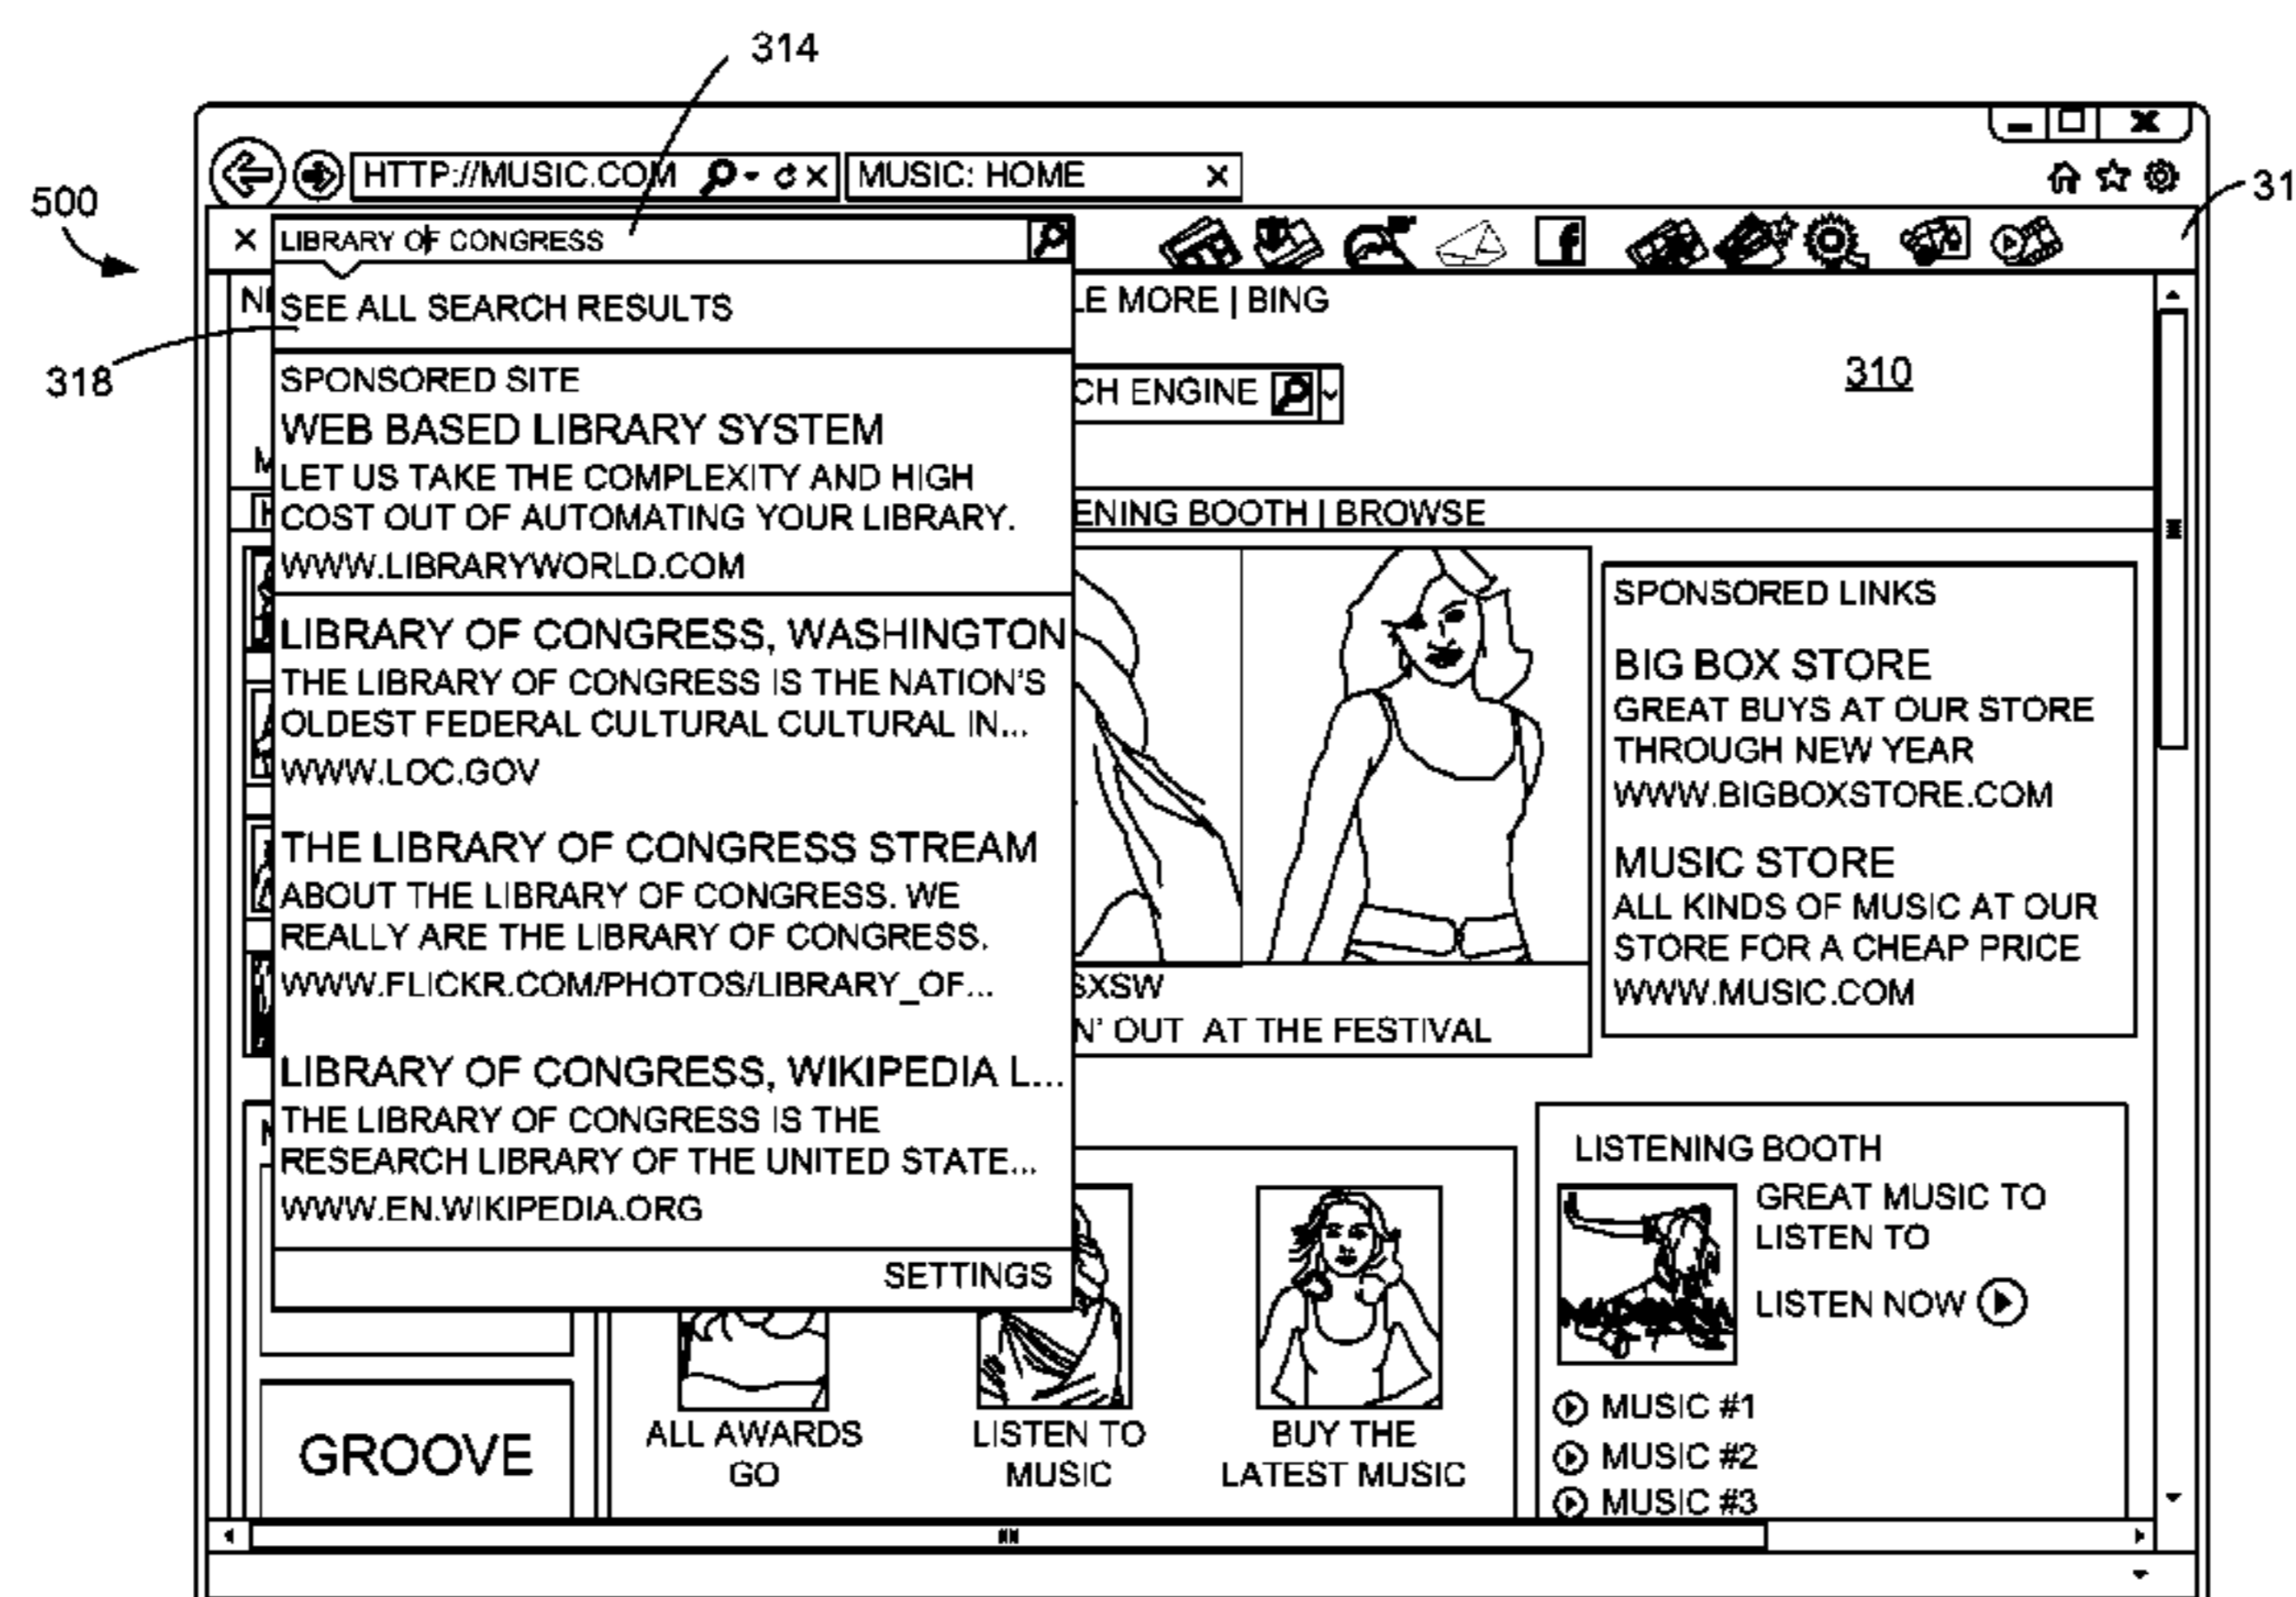 314
HTTP://MUSIC.COM
MUSIC: HOME
500
31
LIBRARY OF CONGRESS
f
SEE ALL SEARCH RESULTS
LE MORE | BING
318
310
SPONSORED SITE
CH ENGINE
WEB BASED LIBRARY SYSTEM
LET US TAKE THE COMPLEXITY AND HIGH
COST OUT OF AUTOMATING YOUR LIBRARY.
WWW.LIBRARYWORLD.COM
ENING BOOTH | BROWSE
LIBRARY OF CONGRESS, WASHINGTON
THE LIBRARY OF CONGRESS IS THE NATION'S
OLDEST FEDERAL CULTURAL CULTURAL IN...
WWW.LOC.GOV
THE LIBRARY OF CONGRESS STREAM
ABOUT THE LIBRARY OF CONGRESS. WE
REALLY ARE THE LIBRARY OF CONGRESS.
WWW.FLICKR.COM/PHOTOS/LIBRARY_OF...
LIBRARY OF CONGRESS, WIKIPEDIA L...
THE LIBRARY OF CONGRESS IS THE
RESEARCH LIBRARY OF THE UNITED STATE...
WWW.EN.WIKIPEDIA.ORG
SETTINGS
SXSW
N' OUT AT THE FESTIVAL
SPONSORED LINKS
BIG BOX STORE
GREAT BUYS AT OUR STORE
THROUGH NEW YEAR
WWW.BIGBOXSTORE.COM
MUSIC STORE
ALL KINDS OF MUSIC AT OUR
STORE FOR A CHEAP PRICE
WWW.MUSIC.COM
GROOVE
ALL AWARDS
GO
LISTEN TO
MUSIC
BUY THE
LATEST MUSIC
LISTENING BOOTH
GREAT MUSIC TO
LISTEN TO
LISTEN NOW
MUSIC #1
MUSIC #2
MUSIC #3